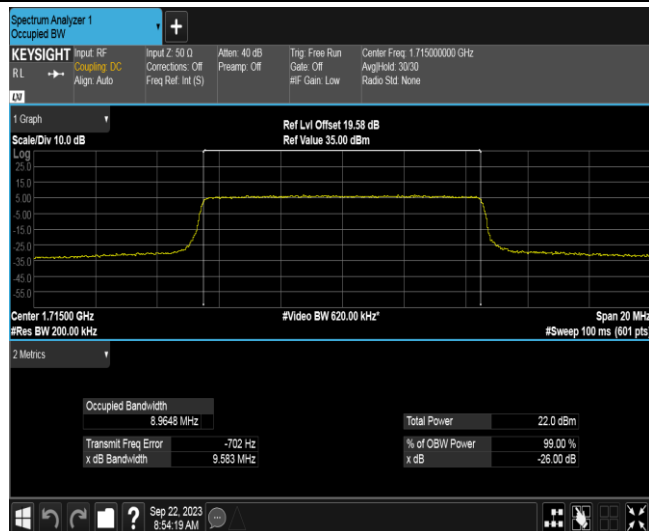 Spectrum Analyzer 1
Occupied BW
+
KEYSIGHT
RL
Input: RF
Coupling: DC
Align: Auto
Input Z: 50 Ω
Corrections: Off
Freq Ref: Int (S)
Atten: 40 dB
Preamp: Off
Trig: Free Run
Gate: Off
#IF Gain: Low
Center Freq: 1.715000000 GHz
Avg|Hold: 30/30
Radio Std: None
LXI
1 Graph
Scale/Div 10.0 dB
Ref Lvl Offset 19.58 dB
Ref Value 35.00 dBm
Log
25.0
15.0
5.00
-5.00
-15.0
-25.0
-35.0
-45.0
-55.0
Center 1.71500 GHz
#Res BW 200.00 kHz
#Video BW 620.00 kHz*
Span 20 MHz
#Sweep 100 ms (601 pts)
2 Metrics
Occupied Bandwidth
8.9648 MHz
Transmit Freq Error -702 Hz
x dB Bandwidth 9.583 MHz
Total Power 22.0 dBm
% of OBW Power 99.00 %
x dB -26.00 dB
?
Sep 22, 2023
8:54:19 AM